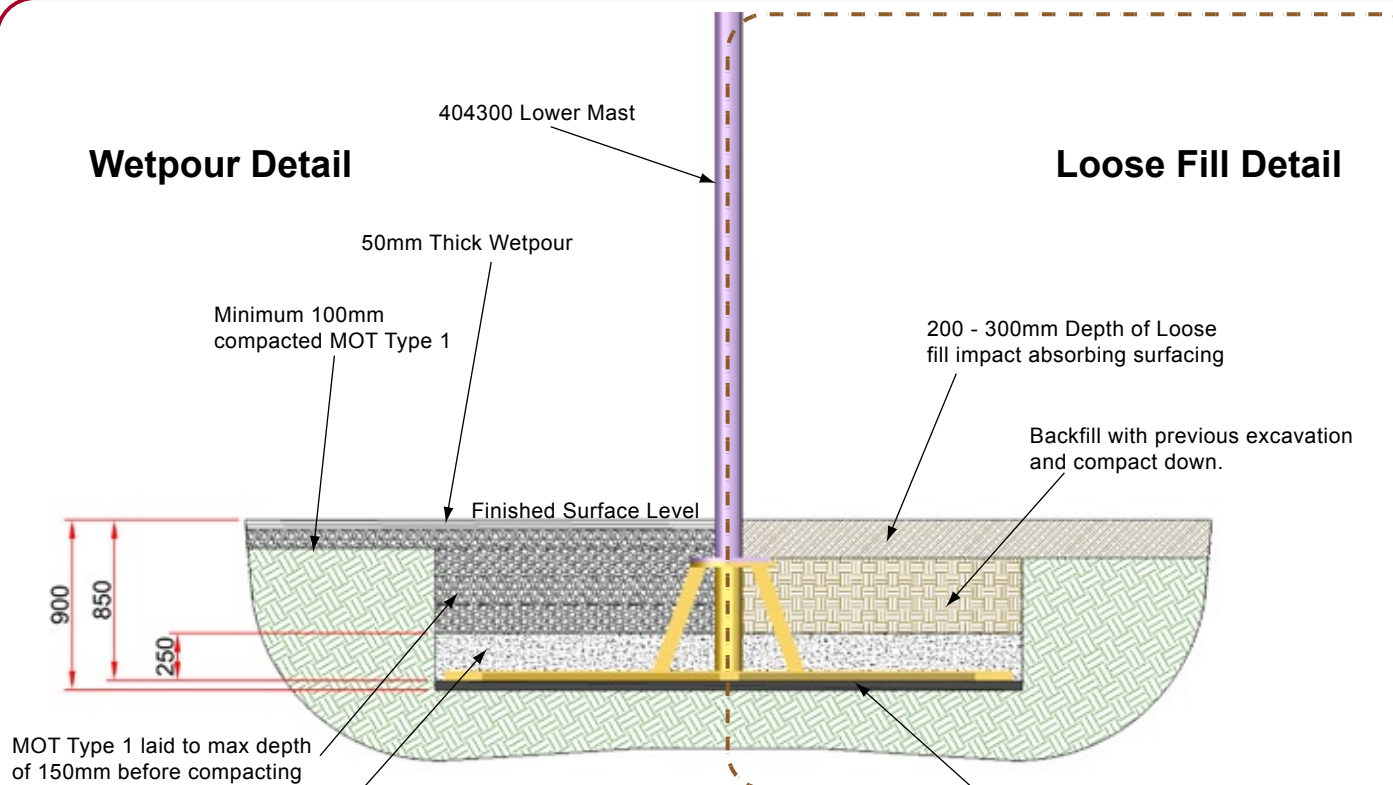 404300 Lower Mast
Wetpour Detail
Loose Fill Detail
50mm Thick Wetpour
Minimum 100mm
compacted MOT Type 1
200 - 300mm Depth of Loose
fill impact absorbing surfacing
Backfill with previous excavation
and compact down.
Finished Surface Level
900
850
250
MOT Type 1 laid to max depth
of 150mm before compacting